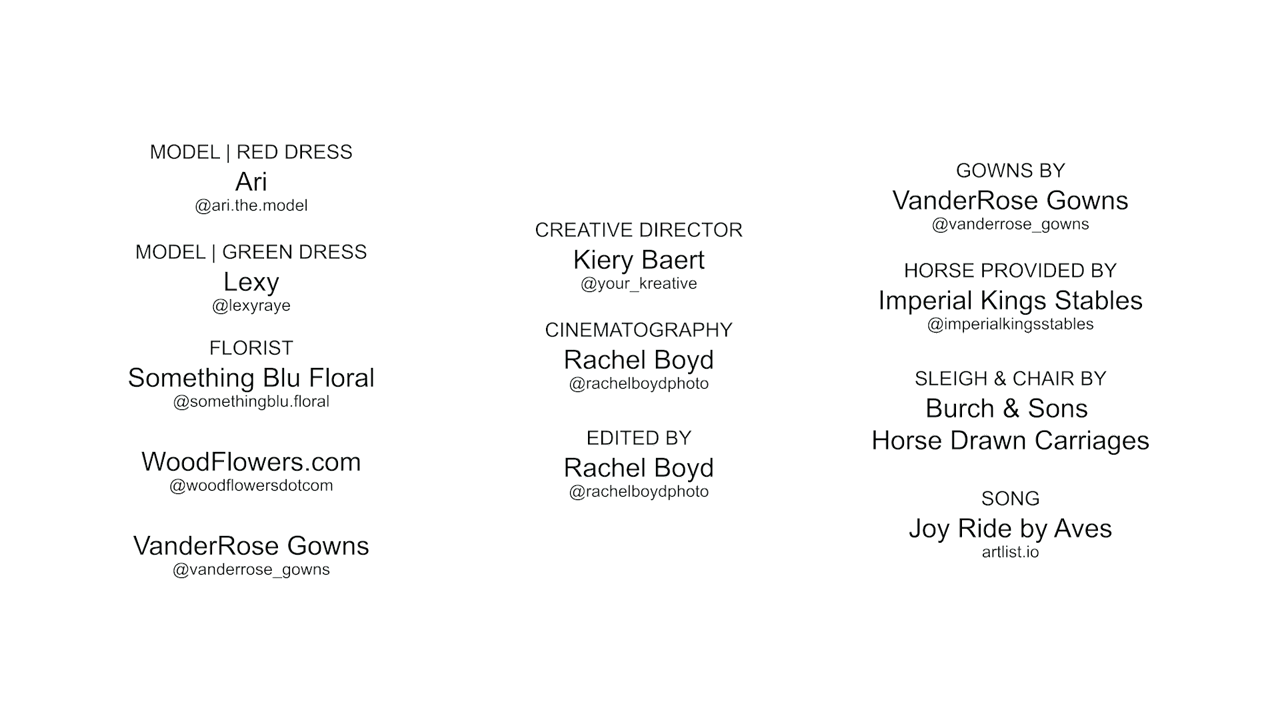 MODEL | RED DRESS
Ari
@ari.the.model
MODEL | GREEN DRESS
Lexy
@lexyraye
FLORIST
Something Blu Floral
@somethingblu.floral
WoodFlowers.com
@woodflowersdotcom
VanderRose Gowns
@vanderrose_gowns
CREATIVE DIRECTOR
Kiery Baert
@your_kreative
CINEMATOGRAPHY
Rachel Boyd
@rachelboydphoto
EDITED BY
Rachel Boyd
@rachelboydphoto
GOWNS BY
VanderRose Gowns
@vanderrose_gowns
HORSE PROVIDED BY
Imperial Kings Stables
@imperialkingsstables
SLEIGH & CHAIR BY
Burch & Sons
Horse Drawn Carriages
SONG
Joy Ride by Aves
artlist.io